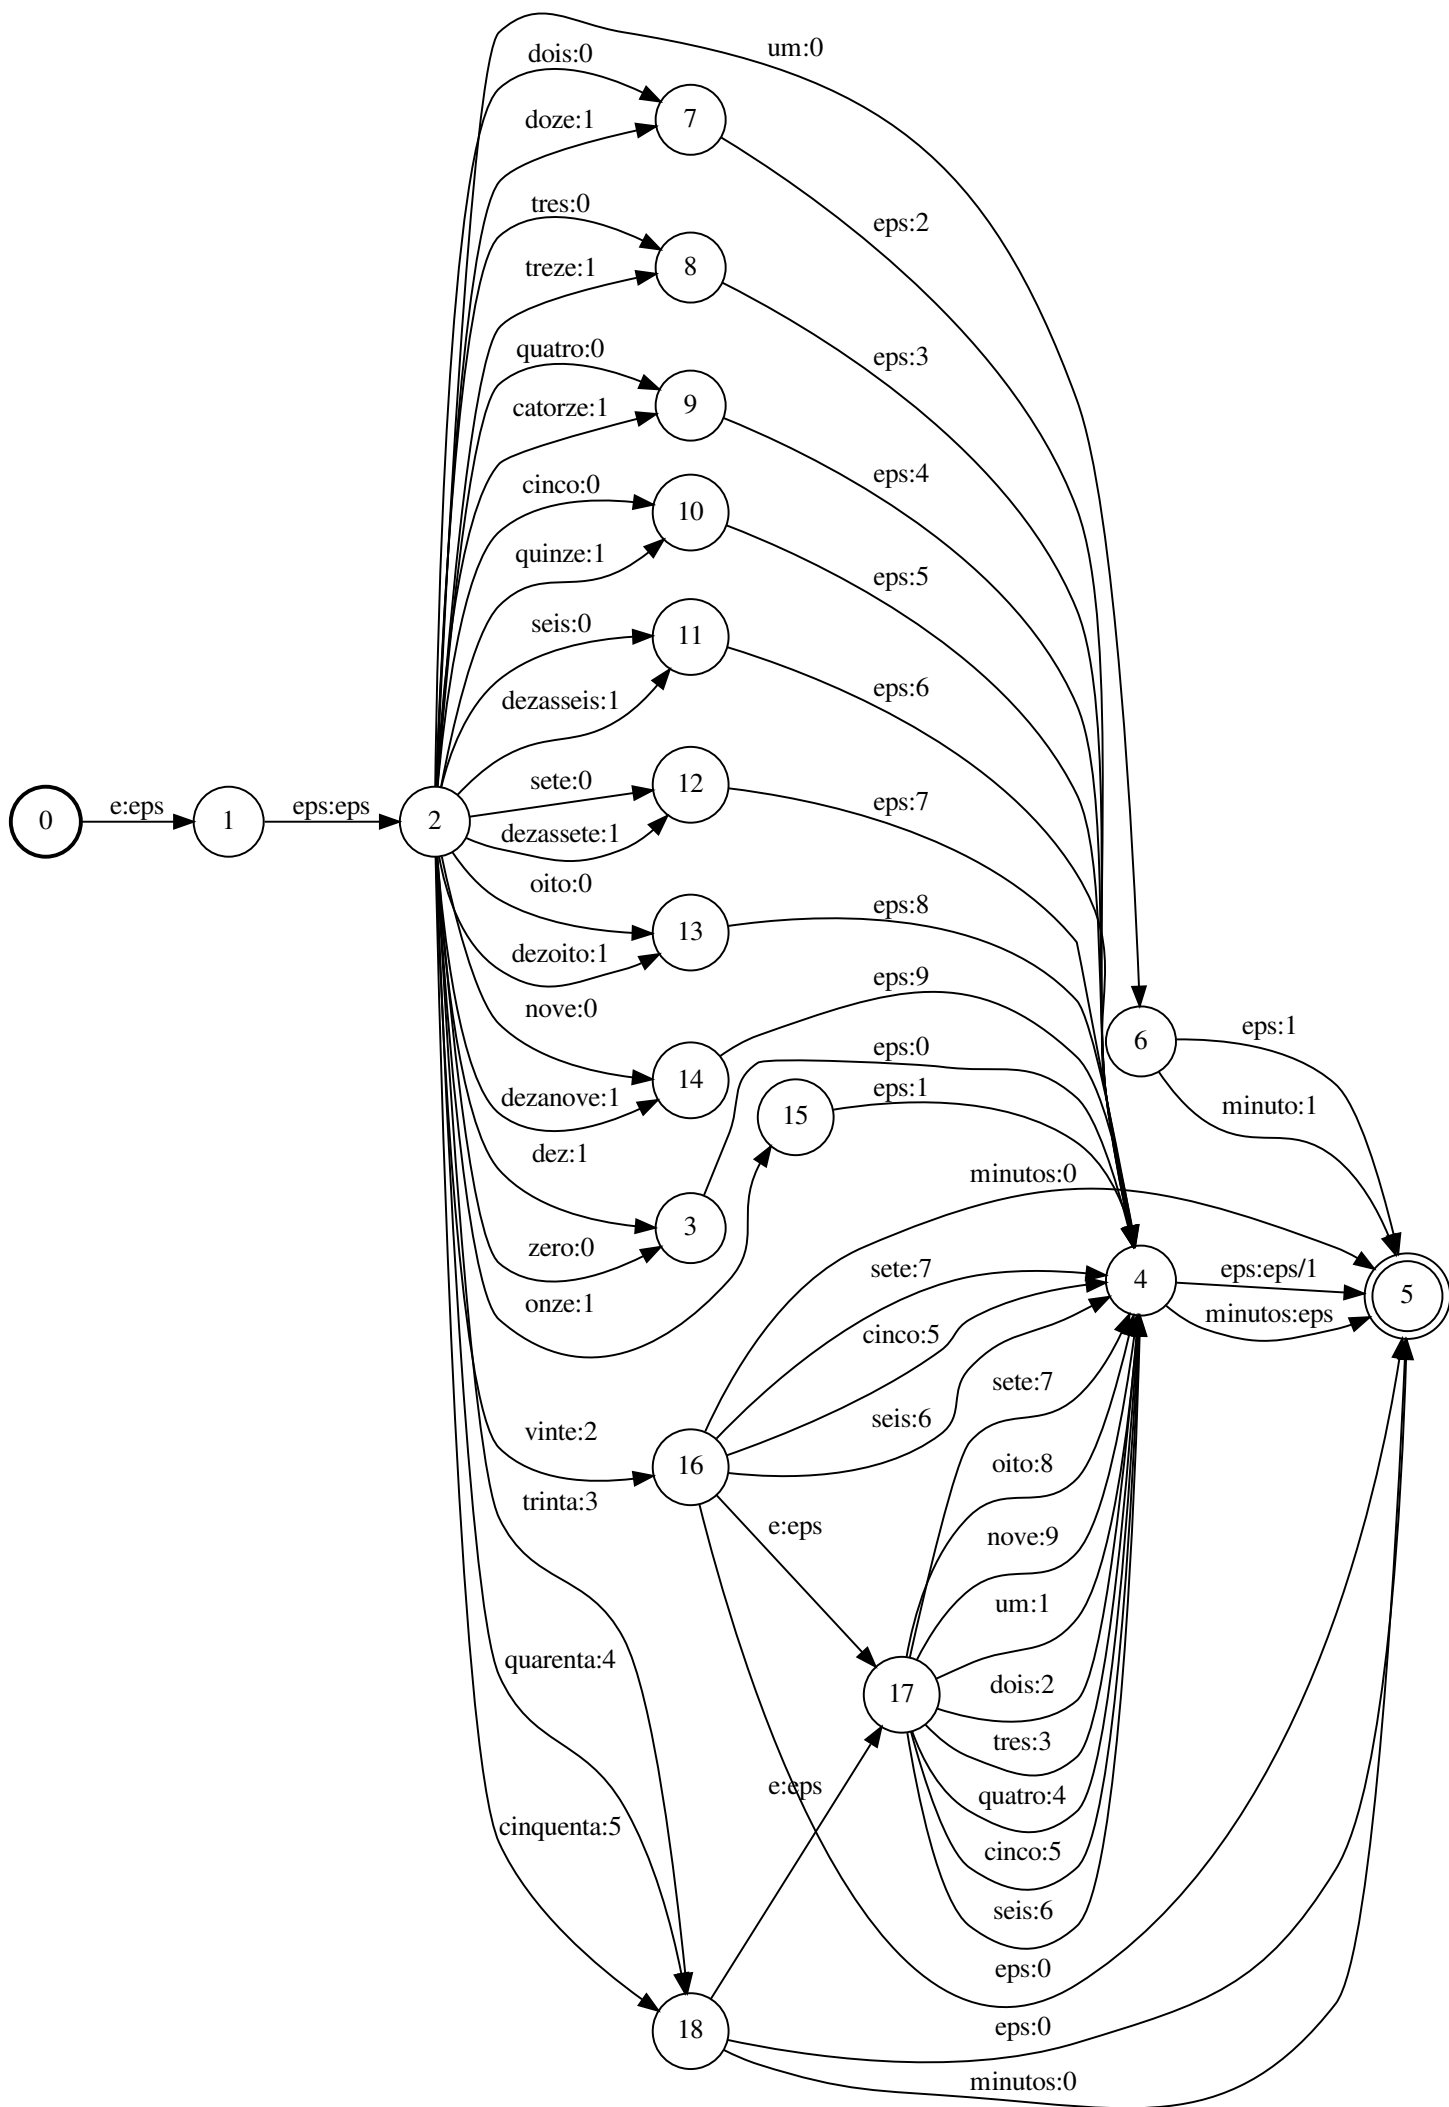 um:0
dois:0
7
doze:1
tres:0
eps:2
8
treze:1
quatro:0
eps:3
9
catorze:1
cinco:0
eps:4
10
quinze:1
eps:5
seis:0
11
dezasseis:1
eps:6
sete:0
12
eps:7
0
e:eps
1
eps:eps
2
dezassete:1
oito:0
eps:8
13
dezoito:1
eps:9
nove:0
6
eps:1
eps:0
14
dezanove:1
eps:1
15
minuto:1
dez:1
minutos:0
3
zero:0
sete:7
4
eps:eps/1
5
onze:1
cinco:5
minutos:eps
sete:7
seis:6
vinte:2
16
oito:8
trinta:3
e:eps
nove:9
um:1
quarenta:4
17
dois:2
tres:3
e:eps
quatro:4
cinquenta:5
cinco:5
seis:6
eps:0
18
eps:0
minutos:0